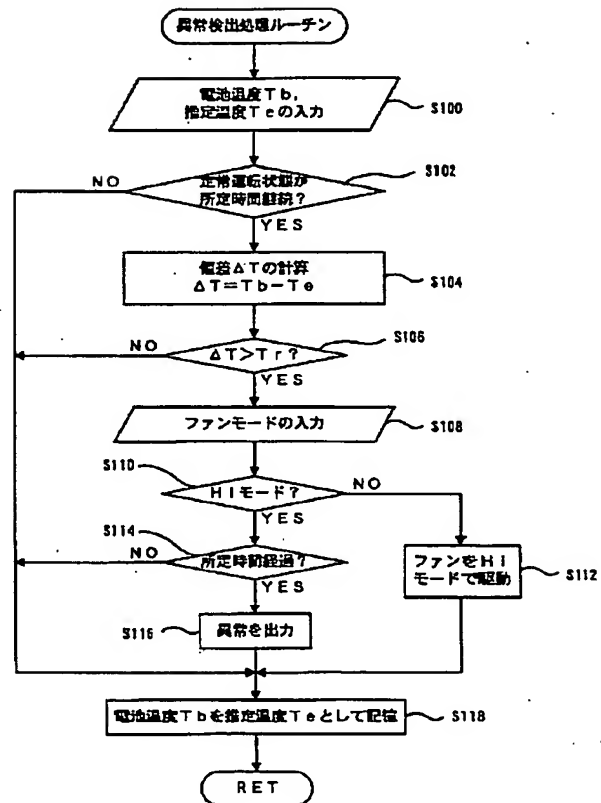 異常検出処理ルーチン
電池温度Tb,
推定温度Teの入力
S100
定常運転状態が
所定時間継続?
S102
NO
YES
偏差ΔTの計算
ΔT=Tb−Te
S104
ΔT>Tr?
S106
NO
YES
ファンモードの入力
S108
S110
HIモード?
NO
YES
S114
所定時間経過?
NO
YES
ファンをHI
モードで駆動
S112
S116
異常を出力
電池温度Tbを推定温度Teとして記憶
S118
RET